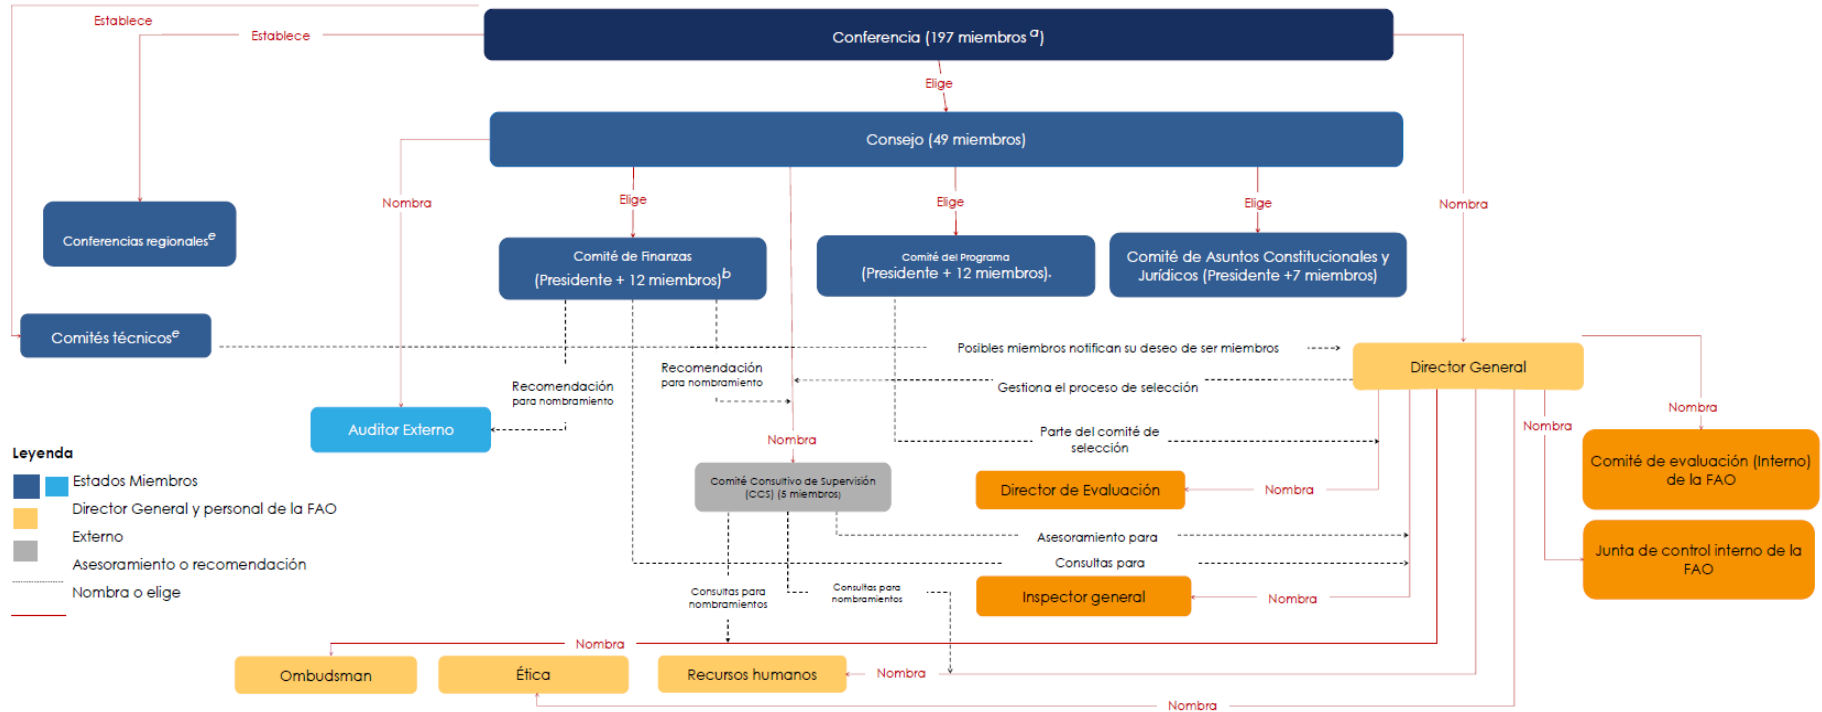 Establece
Establece
Conferencia (197 miembros a)
Elige
Consejo (49 miembros)
Nombra
Elige
Elige
Elige
Nombra
Conferencias regionalese
Comité de Finanzas
(Presidente + 12 miembros)b
Comité del Programa
(Presidente + 12 miembros).
Comité de Asuntos Constitucionales y
Jurídicos (Presidente +7 miembros)
Comités técnicose
Posibles miembros notifican su deseo de ser miembros
Director General
Recomendación
para nombramiento
Recomendación
para nombramiento
Gestiona el proceso de selección
Nombra
Nombra
Auditor Externo
Nombra
Parte del comité de
selección
Comité de evaluación (Interno)
de la FAO
Leyenda
Estados Miembros
Director General y personal de la FAO
Externo
Asesoramiento o recomendación
Nombra o elige
Comité Consultivo de Supervisión
(CCS) (5 miembros)
Director de Evaluación
Nombra
Asesoramiento para
Consultas para
Junta de control interno de la
FAO
Consultas para
nombramientos
Consultas para
nombramientos
Inspector general
Nombra
Nombra
Ombudsman
Ética
Recursos humanos
Nombra
Nombra